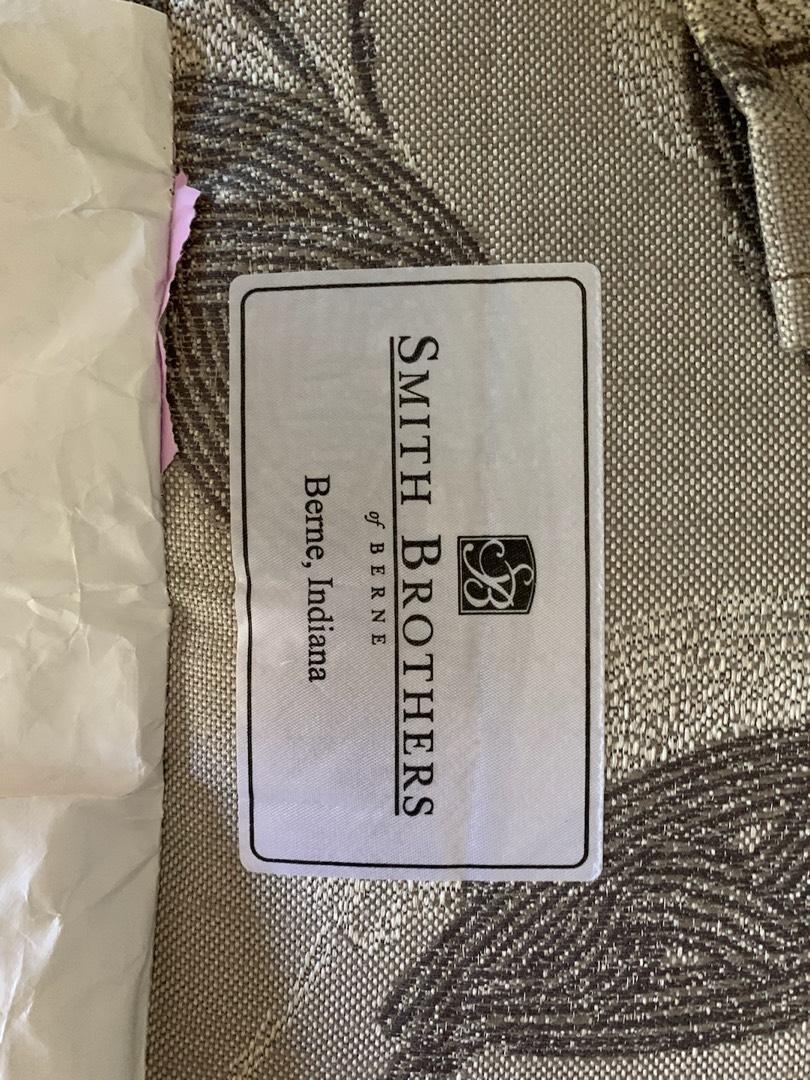 SB
SMITH BROTHERS
of BERNE
Berne, Indiana